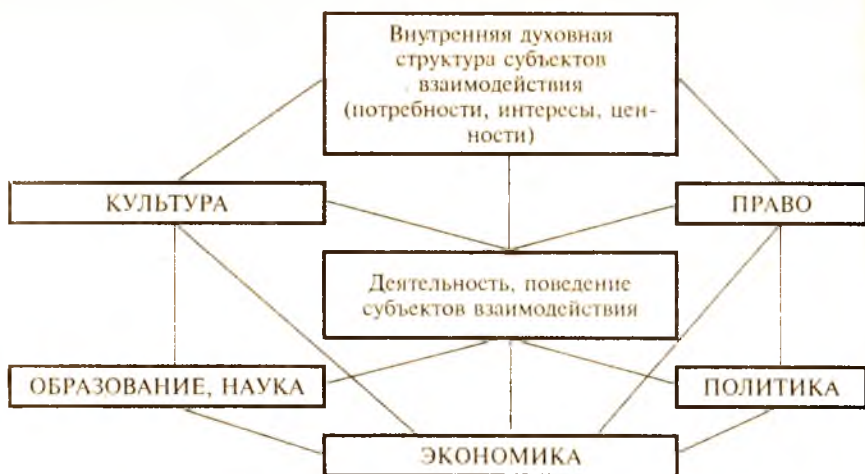 Внутренняя духовная
структура субъектов
взаимодействия
(потребности, интересы, цен-
ности)
КУЛЬТУРА
ПРАВО
Деятельность, поведение
субъектов взаимодействия
ОБРАЗОВАНИЕ, НАУКА
ПОЛИТИКА
ЭКОНОМИКА